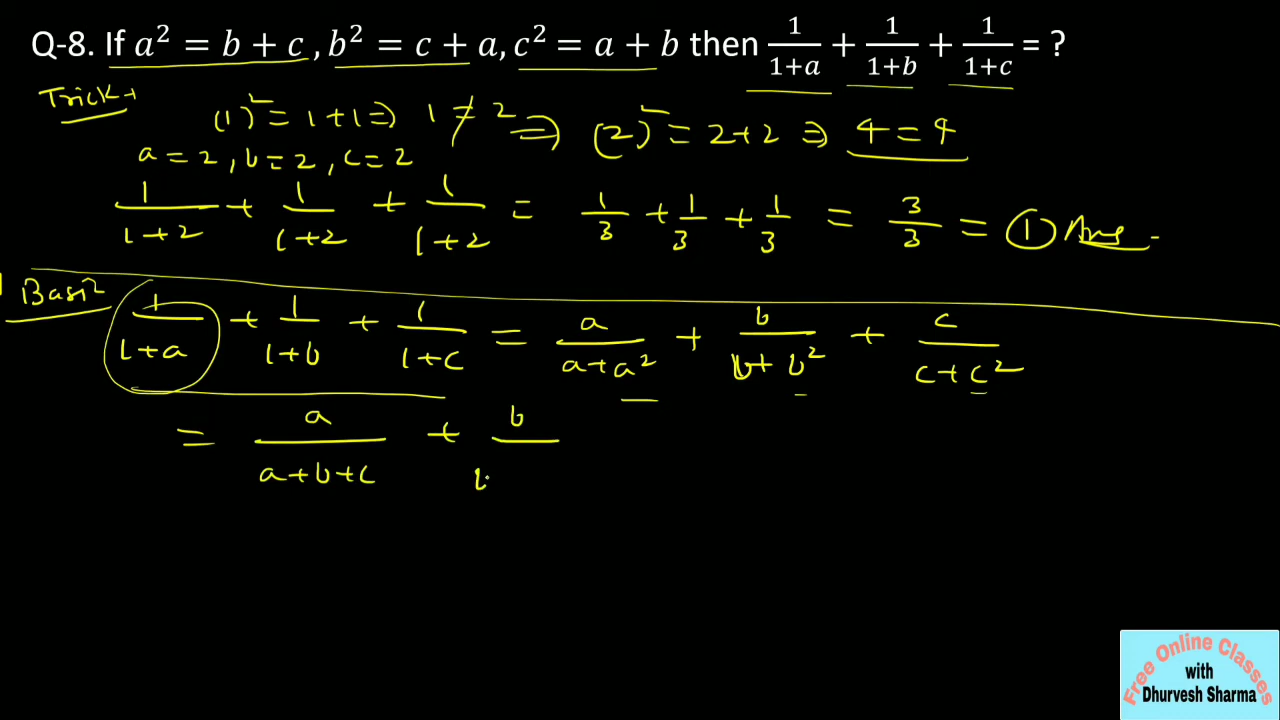 Q-8. If a² = b + c , b² = c + a, c² = a + b then 1/(1+a) + 1/(1+b) + 1/(1+c) = ?
Trick →
(1)² = 1 + 1 ⇒ 1 ≠ 2 ⇒ (2)² = 2+2 ⇒ 4 = 4
a = 2 , b = 2 , c = 2
1/(1+2) + 1/(1+2) + 1/(1+2) = 1/3 + 1/3 + 1/3 = 3/3 = 1 Ans.
Basic
1/(1+a) + 1/(1+b) + 1/(1+c) = a/(a+a²) + b/(b+b²) + c/(c+c²)
= a/(a+b+c) + b/b
Free Online Classes
with
Dhurvesh Sharma